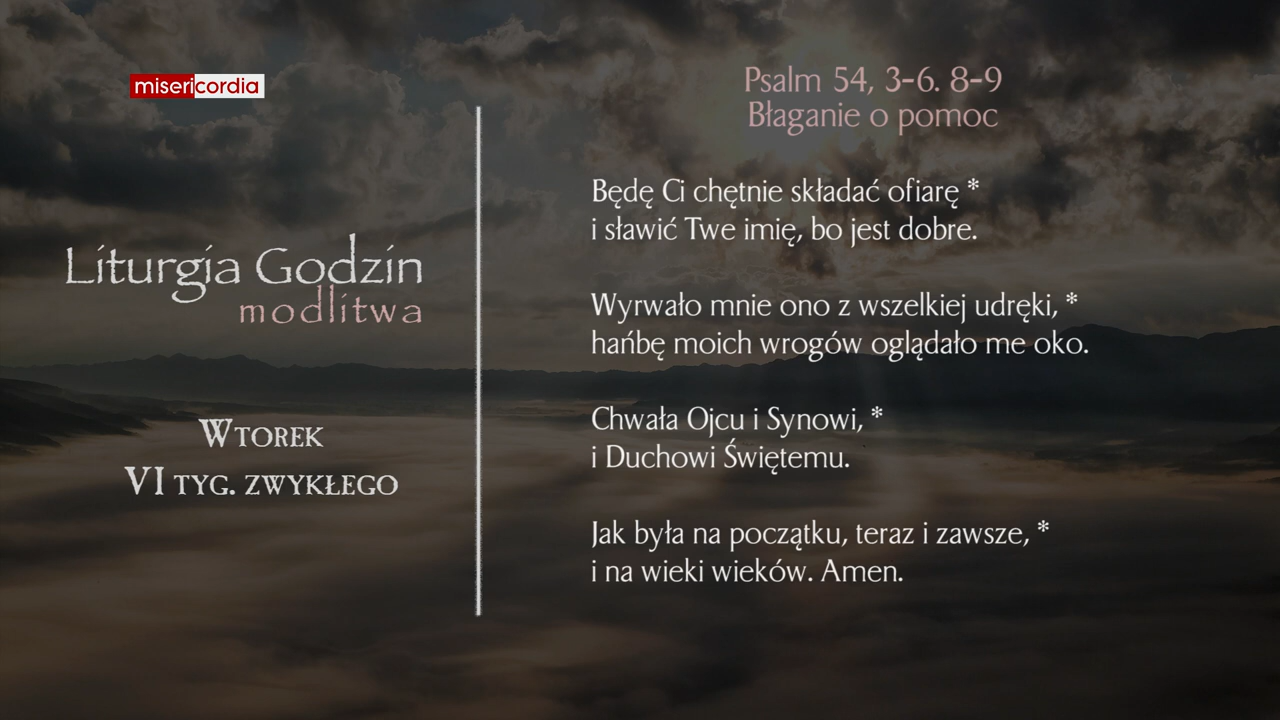 misericordia
Liturgia Godzin
modlitwa
Wtorek
VI tyg. zwykłego
Psalm 54, 3-6. 8-9
Błaganie o pomoc
Będę Ci chętnie składać ofiarę *
i sławić Twe imię, bo jest dobre.
Wyrwało mnie ono z wszelkiej udręki, *
hańbę moich wrogów oglądało me oko.
Chwała Ojcu i Synowi, *
i Duchowi Świętemu.
Jak była na początku, teraz i zawsze, *
i na wieki wieków. Amen.